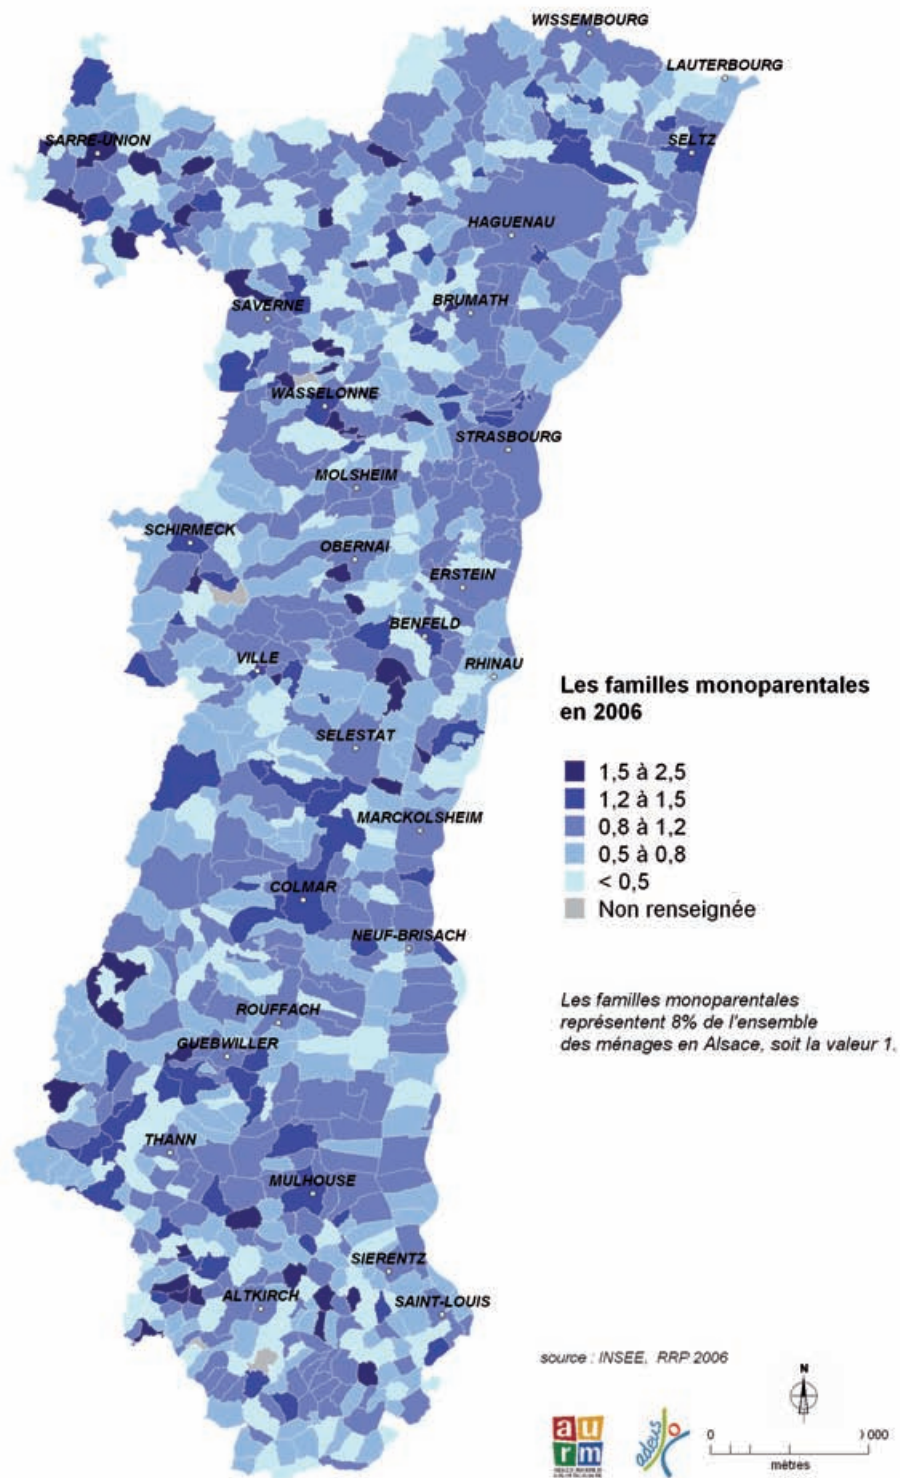 WISSEMBOURG
LAUTERBOURG
SARRE-UNION
SELTZ
HAGUENAU
SAVERNE
BRUMATH
WASSELONNE
STRASBOURG
MOLSHEIM
SCHIRMECK
OBERNAI
ERSTEIN
BENFELD
VILLE
RHINAU
Les familles monoparentales
en 2006
SELESTAT
1,5 à 2,5
1,2 à 1,5
0,8 à 1,2
0,5 à 0,8
< 0,5
Non renseignée
MARCKOLSHEIM
COLMAR
NEUF-BRISACH
Les familles monoparentales
représentent 8% de l'ensemble
des ménages en Alsace, soit la valeur 1.
ROUFFACH
GUEBWILLER
THANN
MULHOUSE
SIERENTZ
ALTKIRCH
SAINT-LOUIS
source : INSEE, RRP 2006
N
au
rm
adeus
0 000
mètres